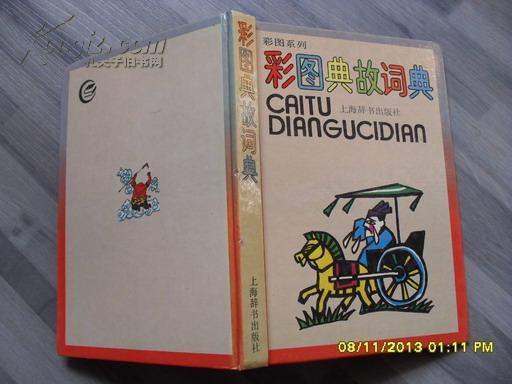 彩图系列
彩图典故词典
上海辞书出版社
CAITU
DIANGUCIDIAN
彩图典故词典
上海辞书出版社
孔夫子旧书网
08/11/2013 01:11 PM